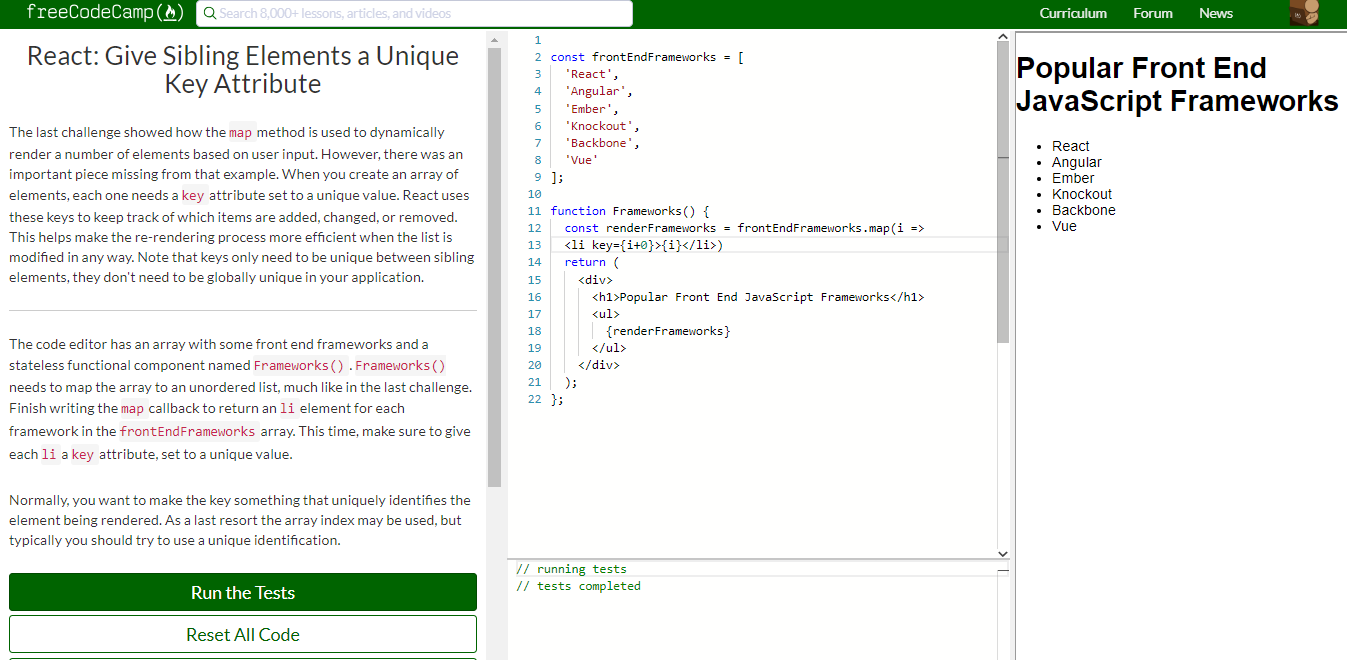 freeCodeCamp
Search 8,000+ lessons, articles, and videos
Curriculum
Forum
News
React: Give Sibling Elements a Unique
Key Attribute
The last challenge showed how the map method is used to dynamically
render a number of elements based on user input. However, there was an
important piece missing from that example. When you create an array of
elements, each one needs a key attribute set to a unique value. React uses
these keys to keep track of which items are added, changed, or removed.
This helps make the re-rendering process more efficient when the list is
modified in any way. Note that keys only need to be unique between sibling
elements, they don't need to be globally unique in your application.
The code editor has an array with some front end frameworks and a
stateless functional component named Frameworks() . Frameworks()
needs to map the array to an unordered list, much like in the last challenge.
Finish writing the map callback to return an li element for each
framework in the frontEndFrameworks array. This time, make sure to give
each li a key attribute, set to a unique value.
Normally, you want to make the key something that uniquely identifies the
element being rendered. As a last resort the array index may be used, but
typically you should try to use a unique identification.
Run the Tests
Reset All Code
1
2 const frontEndFrameworks = [
3 'React',
4 'Angular',
5 'Ember',
6 'Knockout',
7 'Backbone',
8 'Vue'
9 ];
10
11 function Frameworks() {
12 const renderFrameworks = frontEndFrameworks.map(i =>
13 <li key={i+0}>{i}</li>)
14 return (
15 <div>
16 <h1>Popular Front End JavaScript Frameworks</h1>
17 <ul>
18 {renderFrameworks}
19 </ul>
20 </div>
21 );
22 };
// running tests
// tests completed
Popular Front End
JavaScript Frameworks
React
Angular
Ember
Knockout
Backbone
Vue